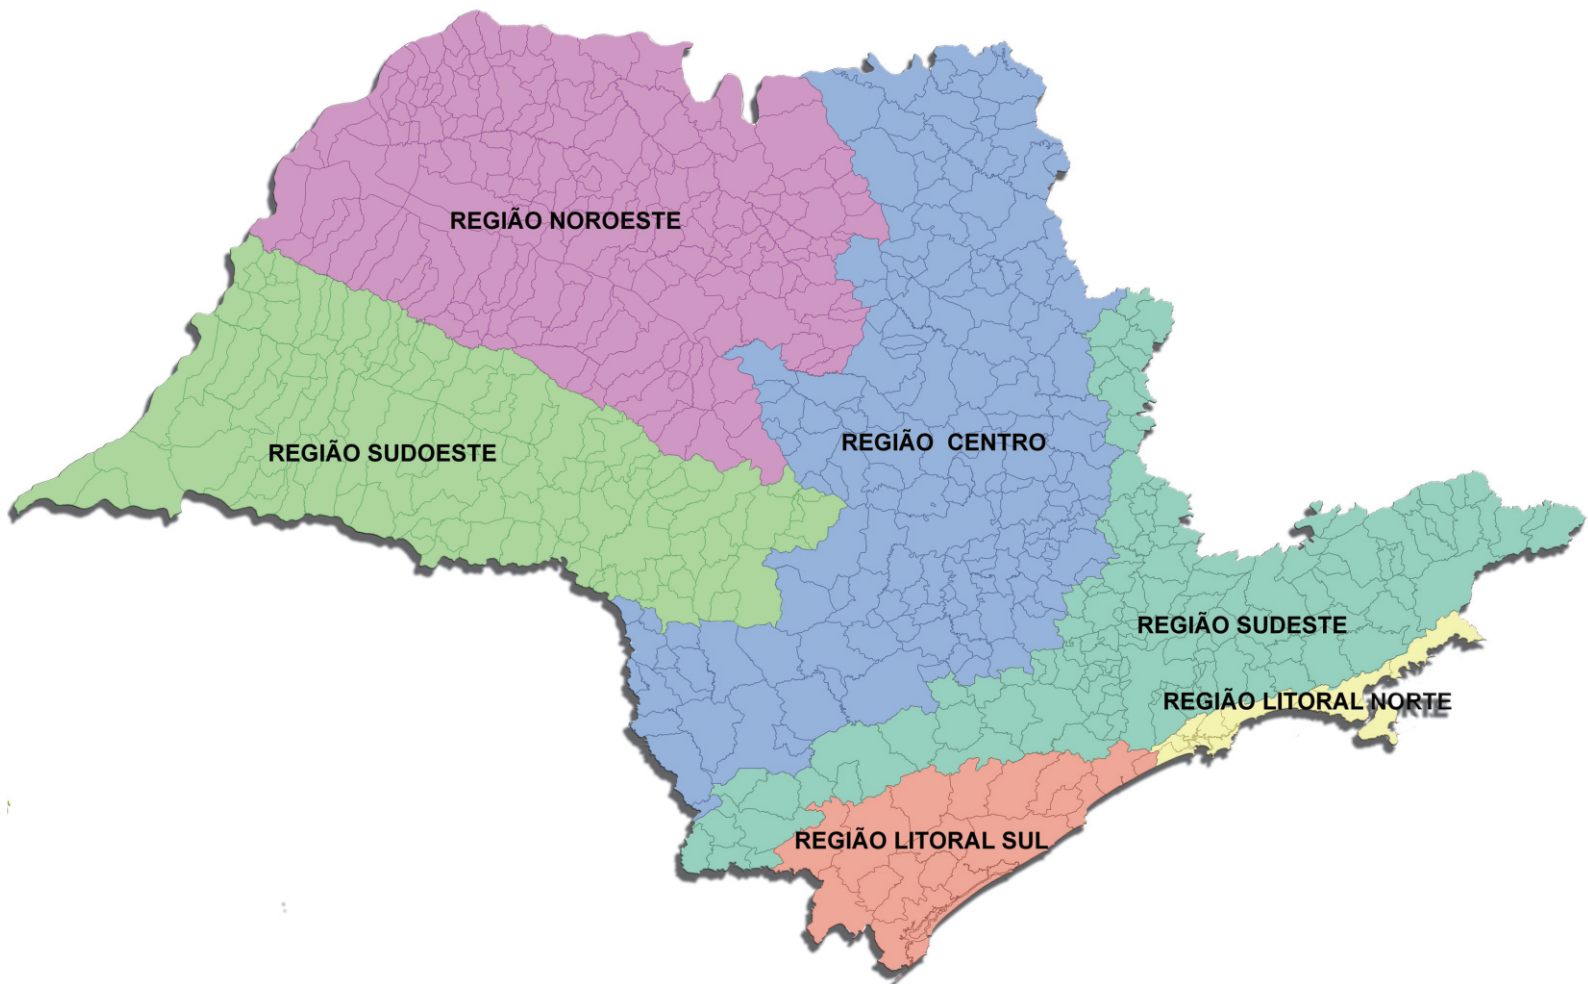 REGIÃO NOROESTE
REGIÃO SUDOESTE
REGIÃO CENTRO
REGIÃO SUDESTE
REGIÃO LITORAL NORTE
REGIÃO LITORAL SUL